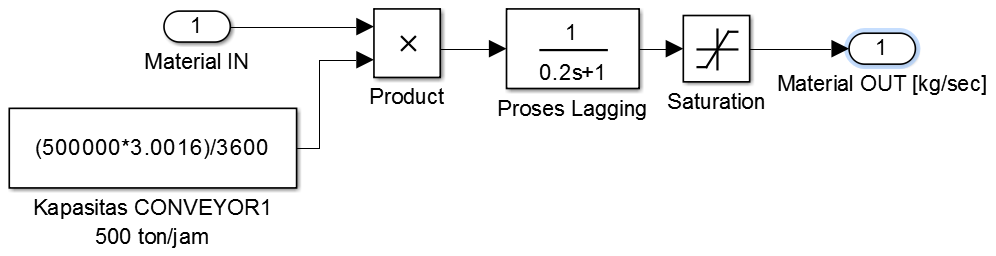 1
Material IN
×
Product
1
0.2s+1
Proses Lagging
Saturation
1
Material OUT [kg/sec]
(500000*3.0016)/3600
Kapasitas CONVEYOR1
500 ton/jam